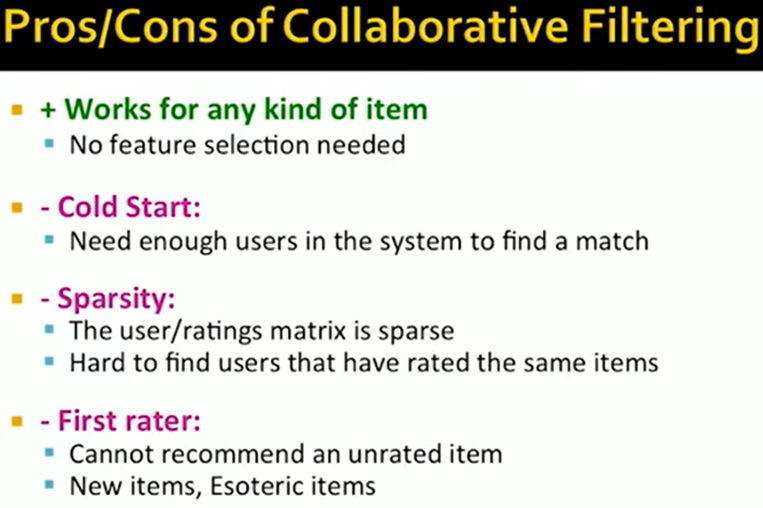 Pros/Cons of Collaborative Filtering
+ Works for any kind of item
No feature selection needed
- Cold Start:
Need enough users in the system to find a match
- Sparsity:
The user/ratings matrix is sparse
Hard to find users that have rated the same items
- First rater:
Cannot recommend an unrated item
New items, Esoteric items